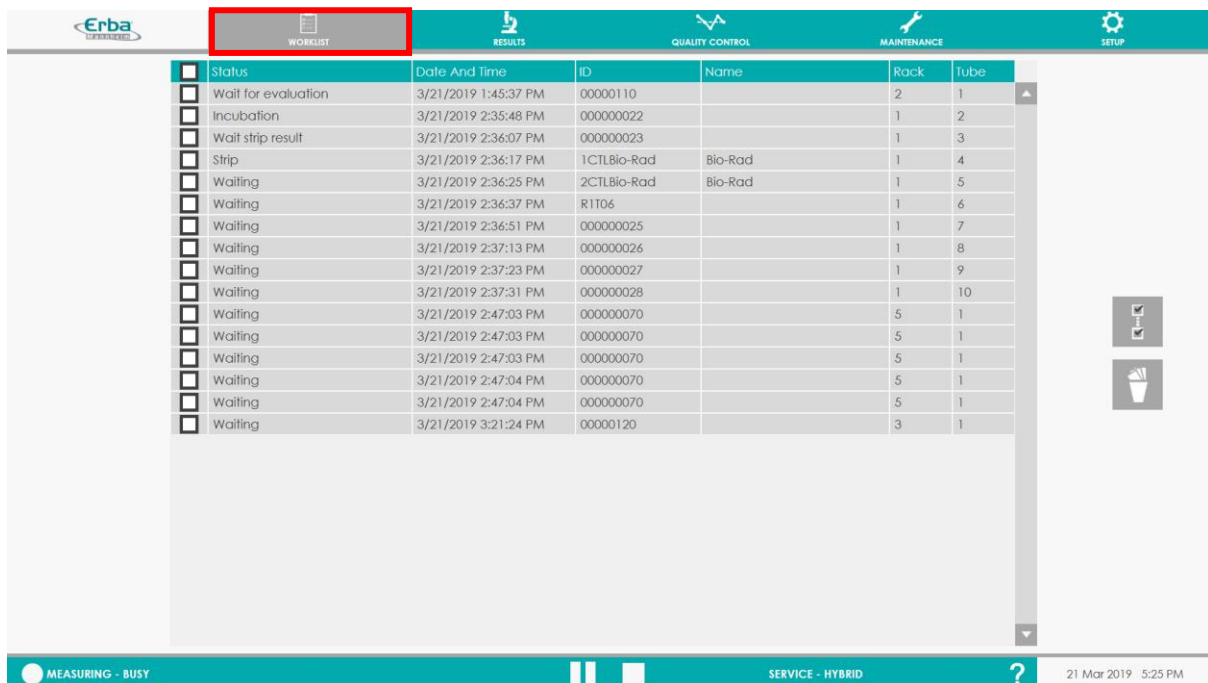 Erba
Mannheim
WORKLIST
RESULTS
QUALITY CONTROL
MAINTENANCE
SETUP
Status Date And Time ID Name Rack Tube
Wait for evaluation 3/21/2019 1:45:37 PM 00000110 2 1
Incubation 3/21/2019 2:35:48 PM 000000022 1 2
Wait strip result 3/21/2019 2:36:07 PM 000000023 1 3
Strip 3/21/2019 2:36:17 PM 1CTLBio-Rad Bio-Rad 1 4
Waiting 3/21/2019 2:36:25 PM 2CTLBio-Rad Bio-Rad 1 5
Waiting 3/21/2019 2:36:37 PM R1T06 1 6
Waiting 3/21/2019 2:36:51 PM 000000025 1 7
Waiting 3/21/2019 2:37:13 PM 000000026 1 8
Waiting 3/21/2019 2:37:23 PM 000000027 1 9
Waiting 3/21/2019 2:37:31 PM 000000028 1 10
Waiting 3/21/2019 2:47:03 PM 000000070 5 1
Waiting 3/21/2019 2:47:03 PM 000000070 5 1
Waiting 3/21/2019 2:47:03 PM 000000070 5 1
Waiting 3/21/2019 2:47:04 PM 000000070 5 1
Waiting 3/21/2019 2:47:04 PM 000000070 5 1
Waiting 3/21/2019 3:21:24 PM 00000120 3 1
MEASURING - BUSY SERVICE - HYBRID ? 21 Mar 2019 5:25 PM